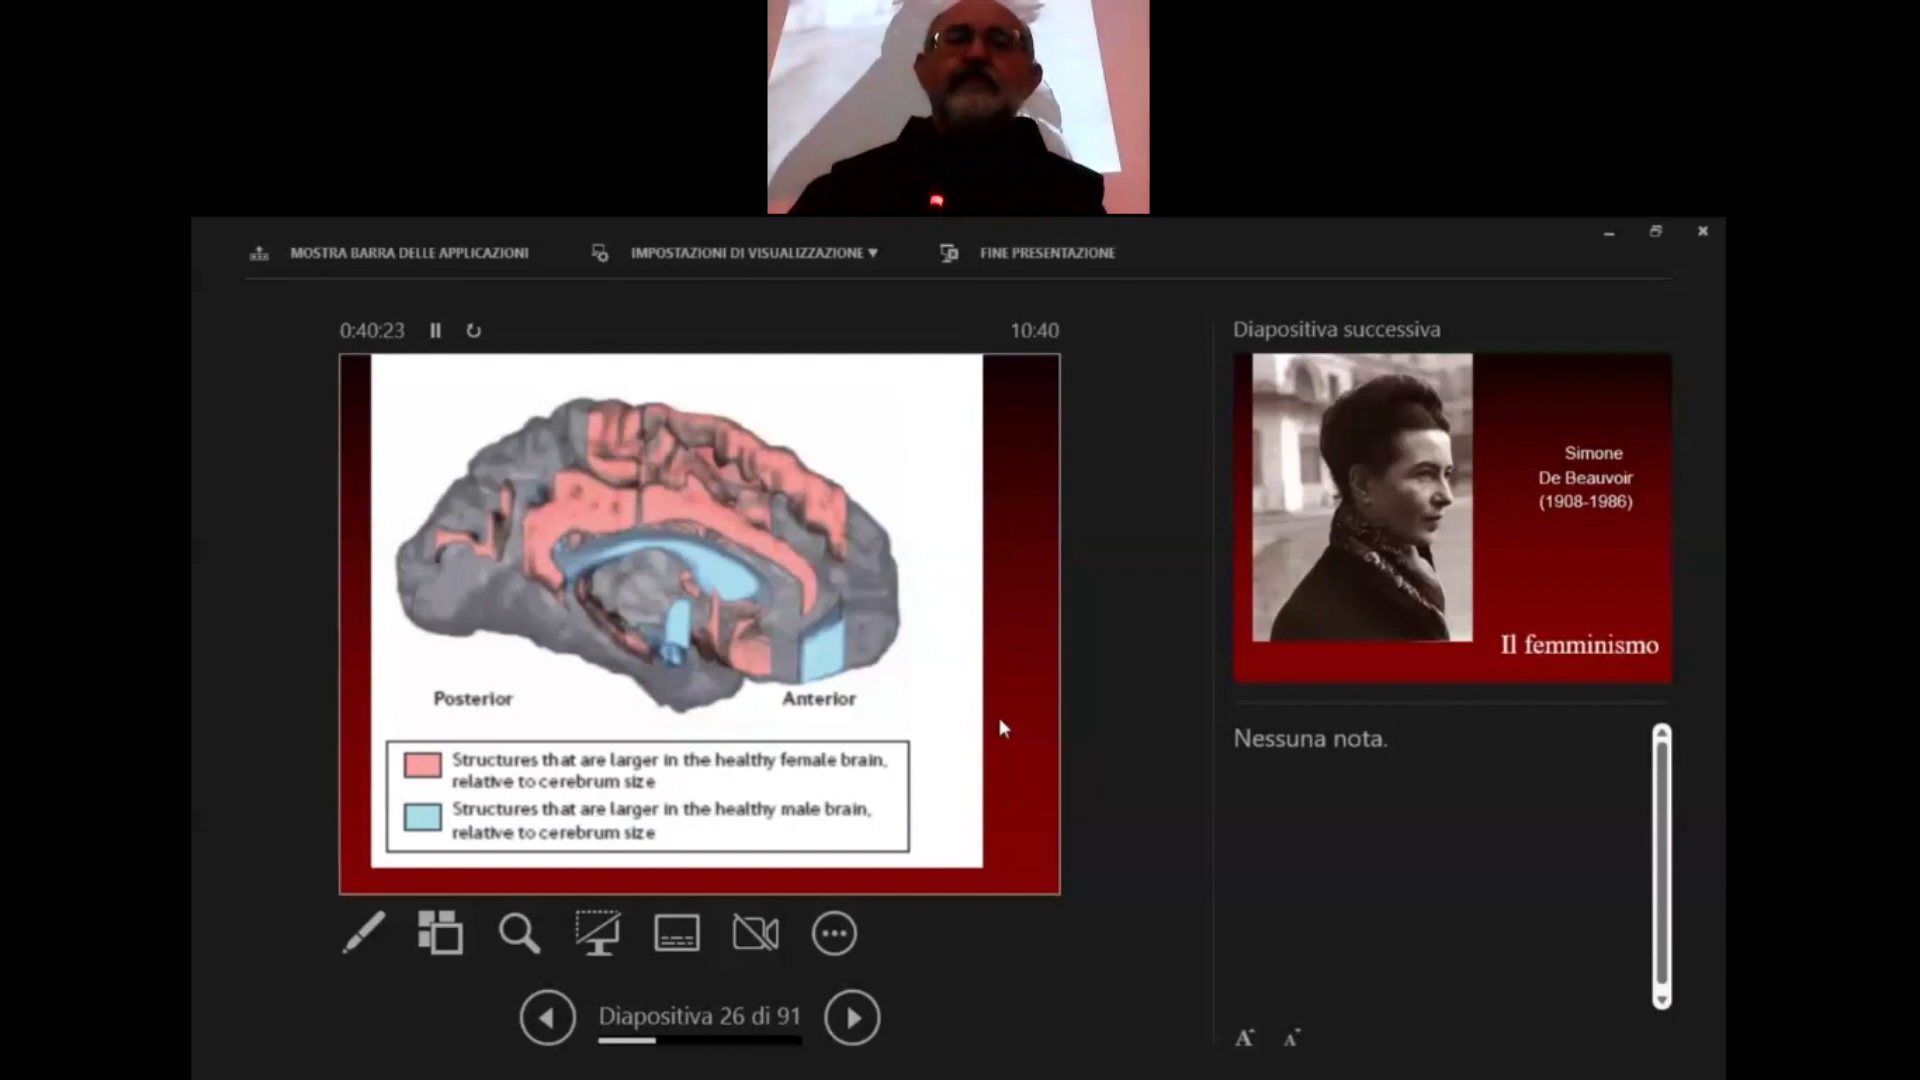 MOSTRA BARRA DELLE APPLICAZIONI
IMPOSTAZIONI DI VISUALIZZAZIONE ▼
FINE PRESENTAZIONE
0:40:23
10:40
Posterior
Anterior
Structures that are larger in the healthy female brain,
relative to cerebrum size
Structures that are larger in the healthy male brain,
relative to cerebrum size
Diapositiva 26 di 91
Diapositiva successiva
Simone
De Beauvoir
(1908-1986)
Il femminismo
Nessuna nota.
A A